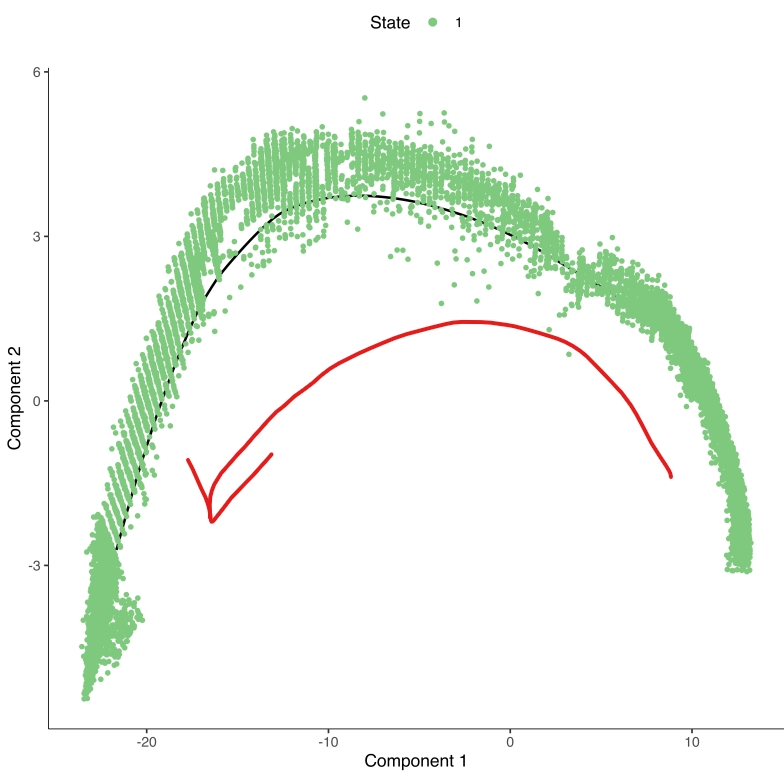 State 1
6
3
0
-3
Component 2
-20 -10 0 10
Component 1